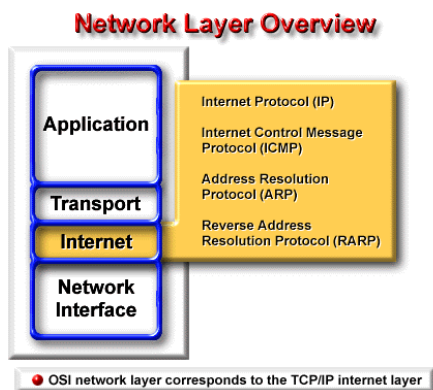 Network Layer Overview
Application
Transport
Internet
Network
Interface
Internet Protocol (IP)
Internet Control Message
Protocol (ICMP)
Address Resolution
Protocol (ARP)
Reverse Address
Resolution Protocol (RARP)
OSI network layer corresponds to the TCP/IP internet layer